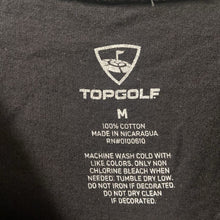 TOPGOLF
M
100% COTTON
MADE IN NICARAGUA
RN#0100610
MACHINE WASH COLD WITH
LIKE COLORS. ONLY NON
CHLORINE BLEACH WHEN
NEEDED. TUMBLE DRY LOW.
DO NOT IRON IF DECORATED.
DO NOT DRY CLEAN
IF DECORATED.